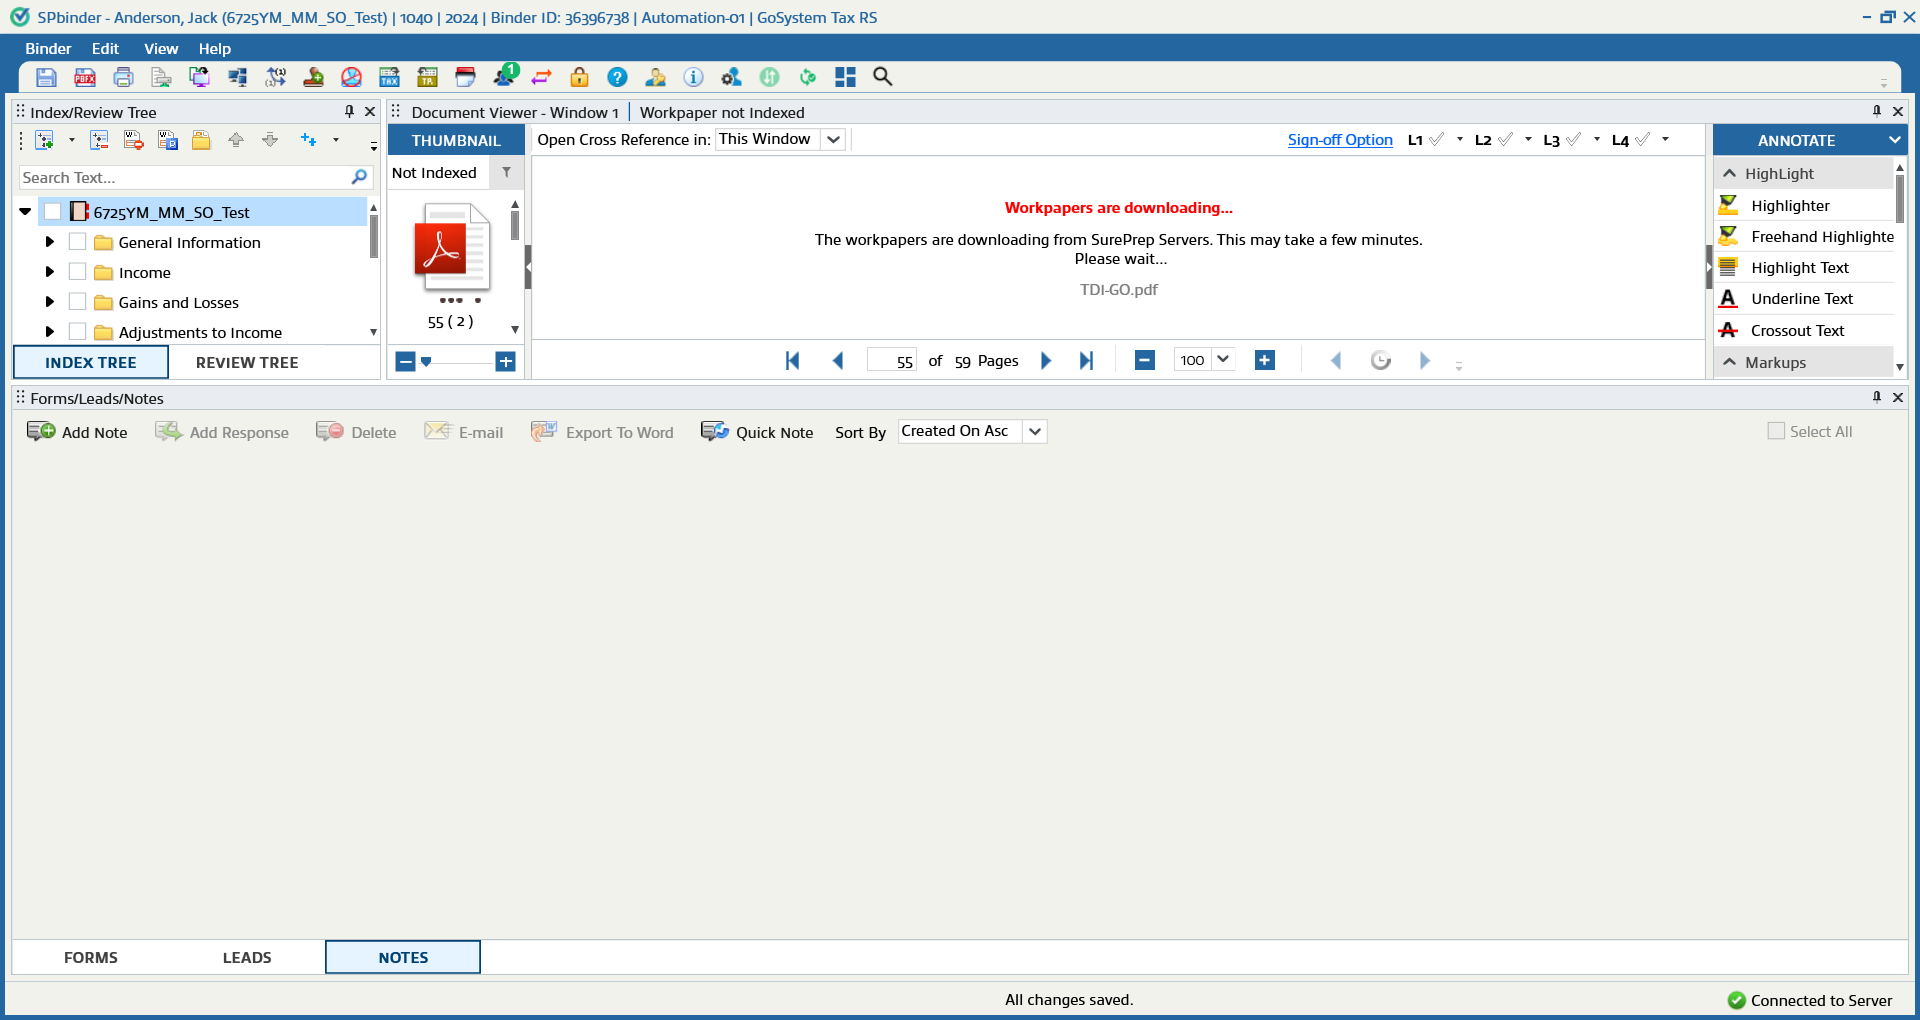 SPbinder - Anderson, Jack (6725YM_MM_SO_Test) | 1040 | 2024 | Binder ID: 36396738 | Automation-01 | GoSystem Tax RS
Binder Edit View Help
PBFX TAX TR 1
Index/Review Tree
Document Viewer - Window 1 | Workpaper not Indexed
THUMBNAIL
Open Cross Reference in: This Window
Sign-off Option L1 L2 L3 L4
ANNOTATE
Search Text...
Not Indexed
HighLight
6725YM_MM_SO_Test
General Information
Income
Gains and Losses
Adjustments to Income
55 ( 2 )
Workpapers are downloading...
The workpapers are downloading from SurePrep Servers. This may take a few minutes.
Please wait...
TDI-GO.pdf
Highlighter
Freehand Highlighte
Highlight Text
Underline Text
Crossout Text
Markups
INDEX TREE REVIEW TREE
55 of 59 Pages 100
Forms/Leads/Notes
Add Note Add Response Delete E-mail Export To Word Quick Note Sort By Created On Asc Select All
FORMS LEADS NOTES
All changes saved.
Connected to Server